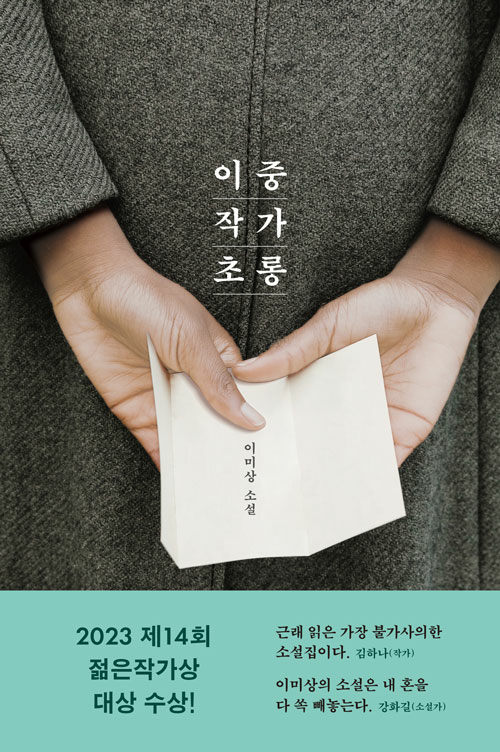 이중
작가
초롱
이미상 소설
2023 제14회
젊은작가상
대상 수상!
근래 읽은 가장 불가사의한
소설집이다. 김하나(작가)
이미상의 소설은 내 혼을
다 쏙 빼놓는다. 강화길(소설가)